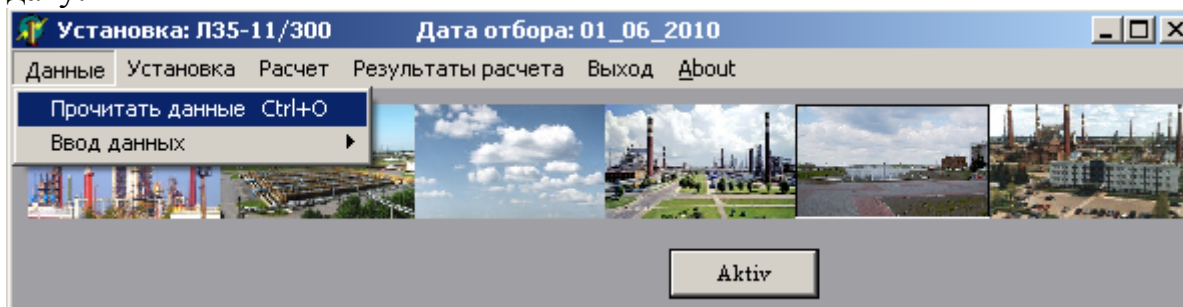 Установка: Л35-11/300 Дата отбора: 01_06_2010
Данные Установка Расчет Результаты расчета Выход About
Прочитать данные Ctrl+O
Ввод данных
Aktiv